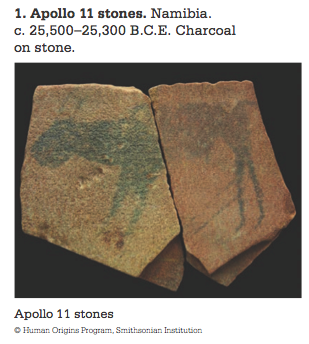 1. Apollo 11 stones. Namibia.
c. 25,500–25,300 B.C.E. Charcoal
on stone.
Apollo 11 stones
© Human Origins Program, Smithsonian Institution